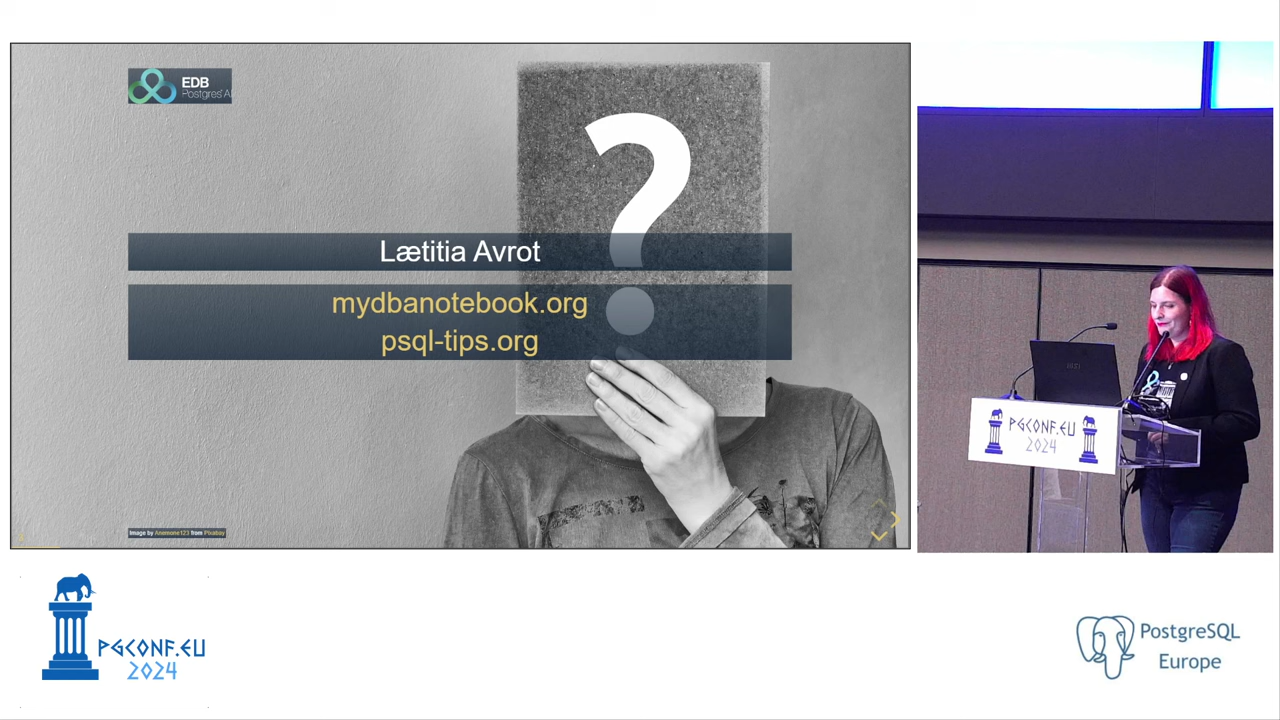 EDB
Postgres AI
?
Lætitia Avrot
mydbanotebook.org
psql-tips.org
Image by Anemone123 from Pixabay
PGCONF.EU
2024
PGCONF.EU
2024
PostgreSQL
Europe